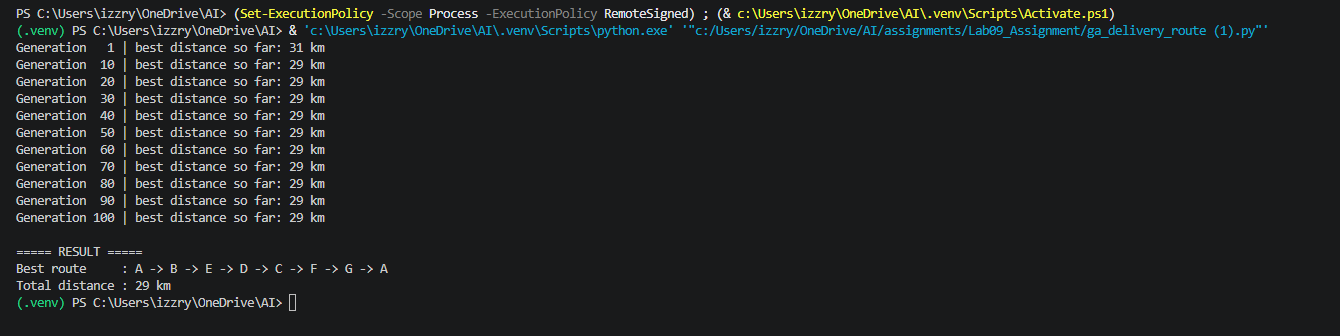 PS C:\Users\izzry\OneDrive\AI> (Set-ExecutionPolicy -Scope Process -ExecutionPolicy RemoteSigned) ; (& c:\Users\izzry\OneDrive\AI\.venv\Scripts\Activate.ps1)
(.venv) PS C:\Users\izzry\OneDrive\AI> & 'c:\Users\izzry\OneDrive\AI\.venv\Scripts\python.exe' '"c:/Users/izzry/OneDrive/AI/assignments/Lab09_Assignment/ga_delivery_route (1).py"'
Generation   1 | best distance so far: 31 km
Generation  10 | best distance so far: 29 km
Generation  20 | best distance so far: 29 km
Generation  30 | best distance so far: 29 km
Generation  40 | best distance so far: 29 km
Generation  50 | best distance so far: 29 km
Generation  60 | best distance so far: 29 km
Generation  70 | best distance so far: 29 km
Generation  80 | best distance so far: 29 km
Generation  90 | best distance so far: 29 km
Generation 100 | best distance so far: 29 km
===== RESULT =====
Best route     : A -> B -> E -> D -> C -> F -> G -> A
Total distance : 29 km
(.venv) PS C:\Users\izzry\OneDrive\AI>